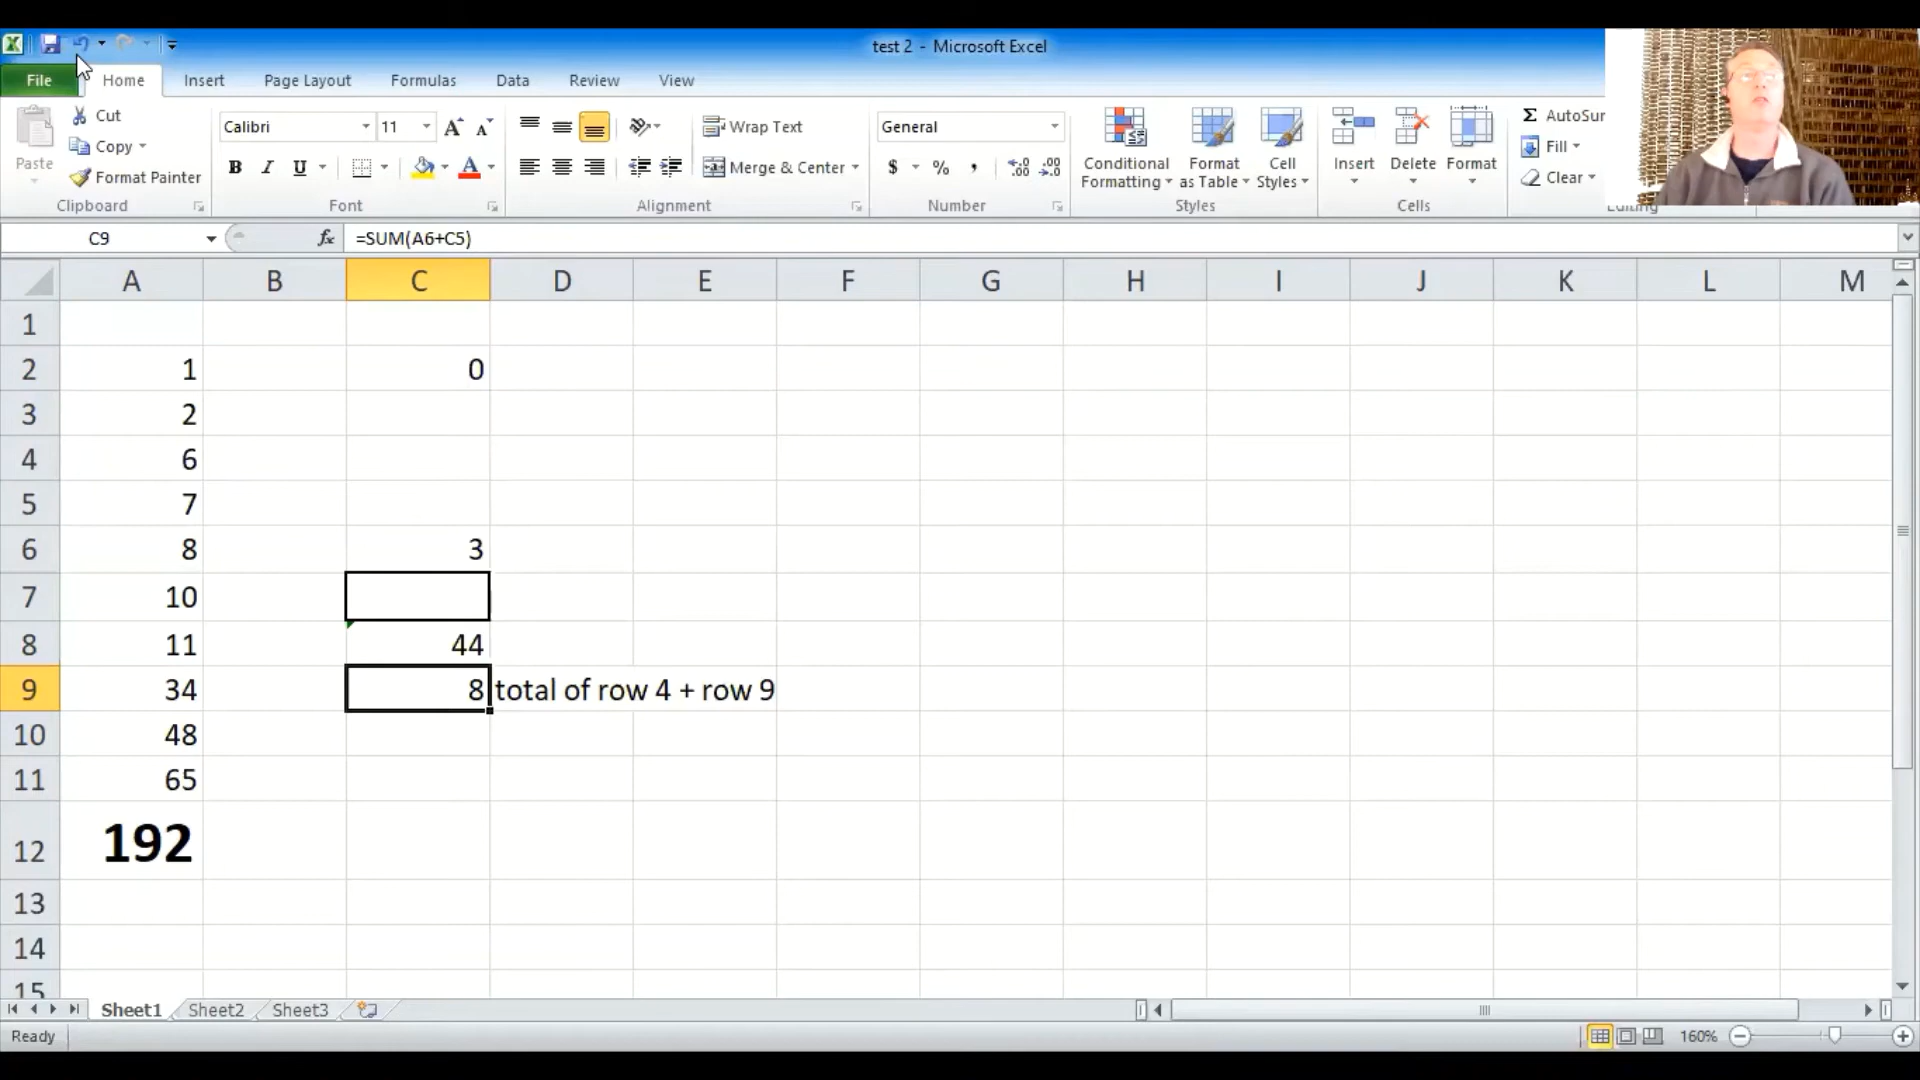 test 2 - Microsoft Excel
File Home Insert Page Layout Formulas Data Review View
Paste
Cut
Copy
Format Painter
Clipboard
Calibri 11
B I U
A
Font
Wrap Text
Merge & Center
Alignment
General
$ % ,
Number
Conditional Formatting
Format as Table
Cell Styles
Styles
Insert Delete Format
Cells
Σ AutoSu
Fill
Clear
Editing
C9 fx =SUM(A6+C5)
A B C D E F G H I J K L M
1
2 1 0
3 2
4 6
5 7
6 8 3
7 10
8 11 44
9 34 8 total of row 4 + row 9
10 48
11 65
12 192
13
14
15
Sheet1 Sheet2 Sheet3
Ready 160%